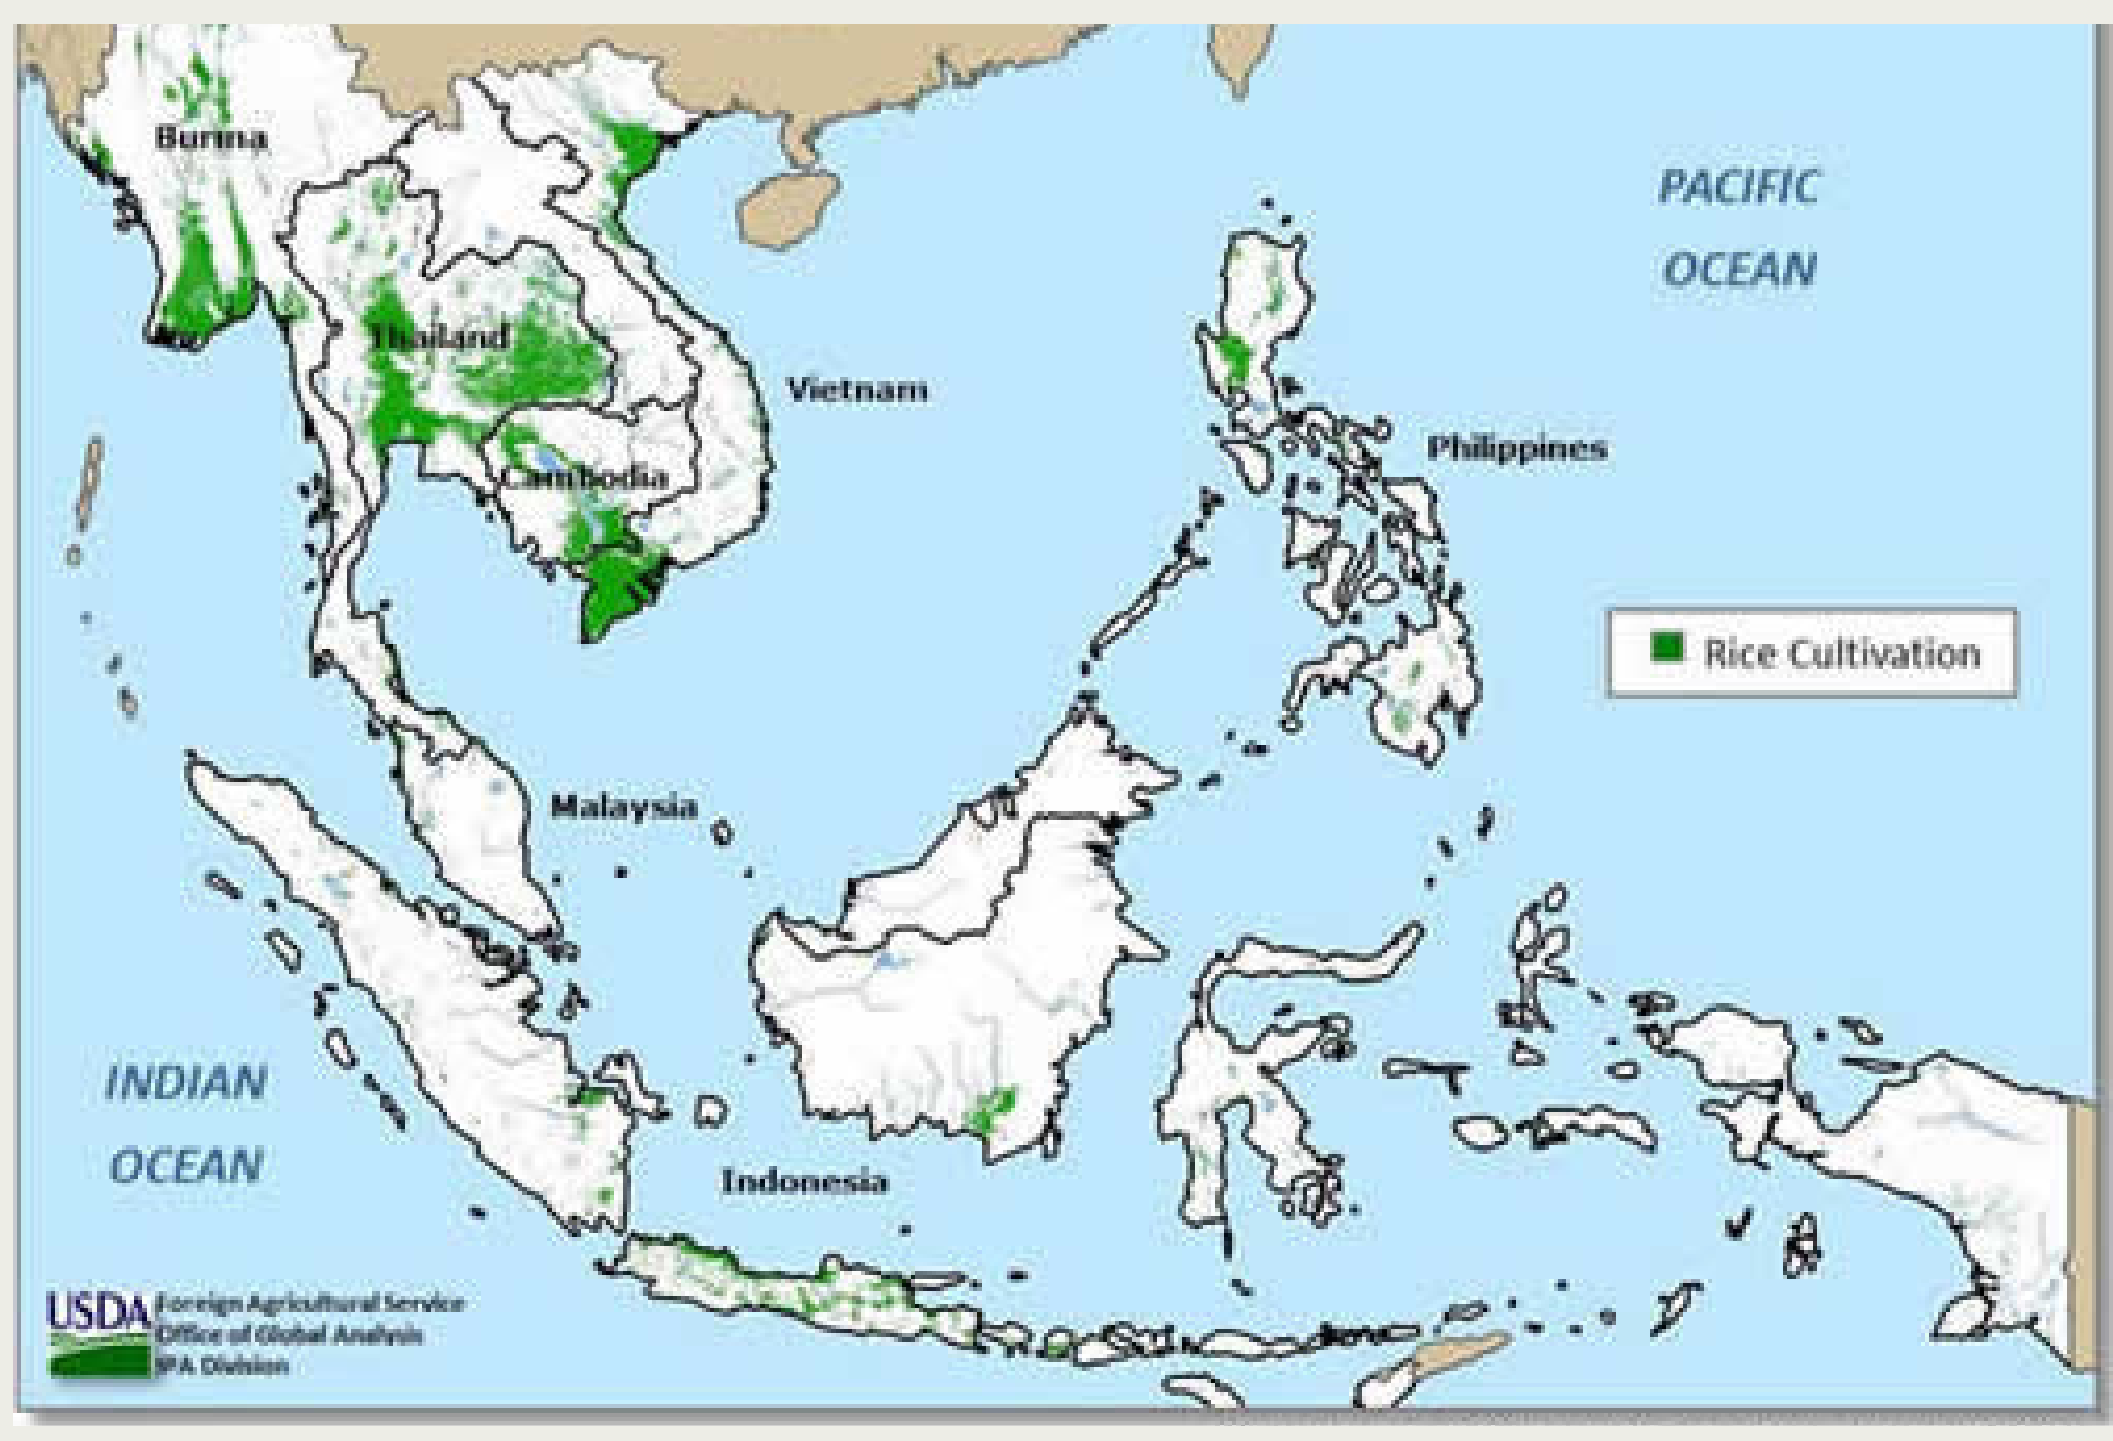 Burma
PACIFIC
OCEAN
Thailand
Vietnam
Philippines
Cambodia
Rice Cultivation
Malaysia
INDIAN
OCEAN
Indonesia
USDA
Foreign Agricultural Service
Office of Global Analysis
IPA Division